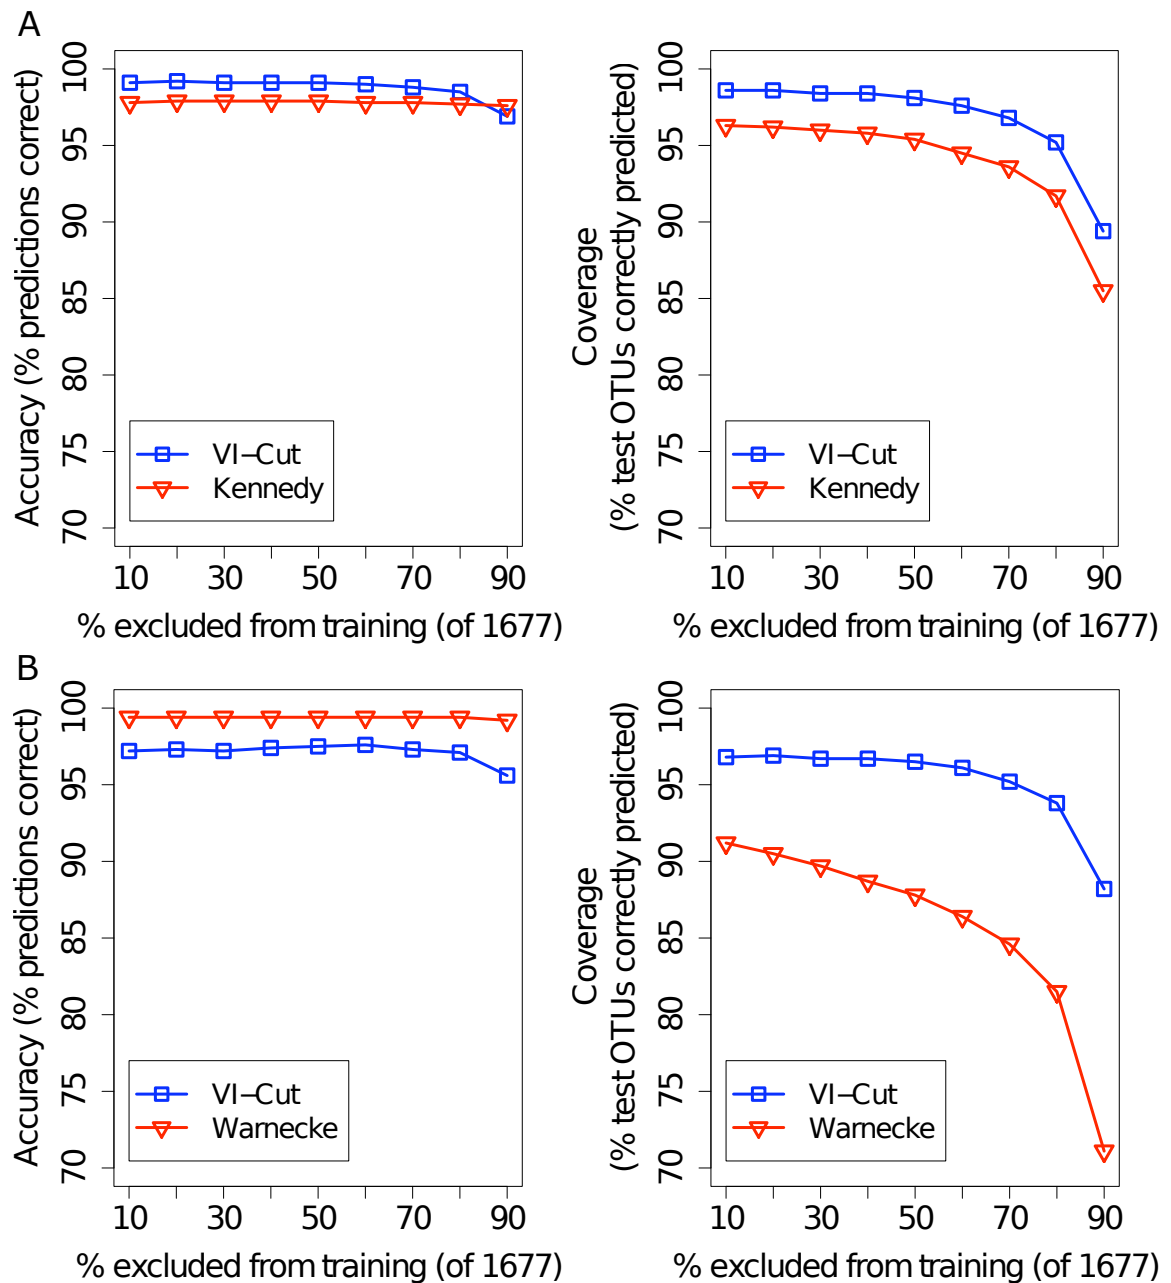 A
Accuracy (% predictions correct)
100
95
90
85
80
75
70
VI–Cut
Kennedy
10
30
50
70
90
% excluded from training (of 1677)
Coverage
(% test OTUs correctly predicted)
100
95
90
85
80
75
70
VI–Cut
Kennedy
10
30
50
70
90
% excluded from training (of 1677)
B
Accuracy (% predictions correct)
100
95
90
85
80
75
70
VI–Cut
Warnecke
10
30
50
70
90
% excluded from training (of 1677)
Coverage
(% test OTUs correctly predicted)
100
95
90
85
80
75
70
VI–Cut
Warnecke
10
30
50
70
90
% excluded from training (of 1677)